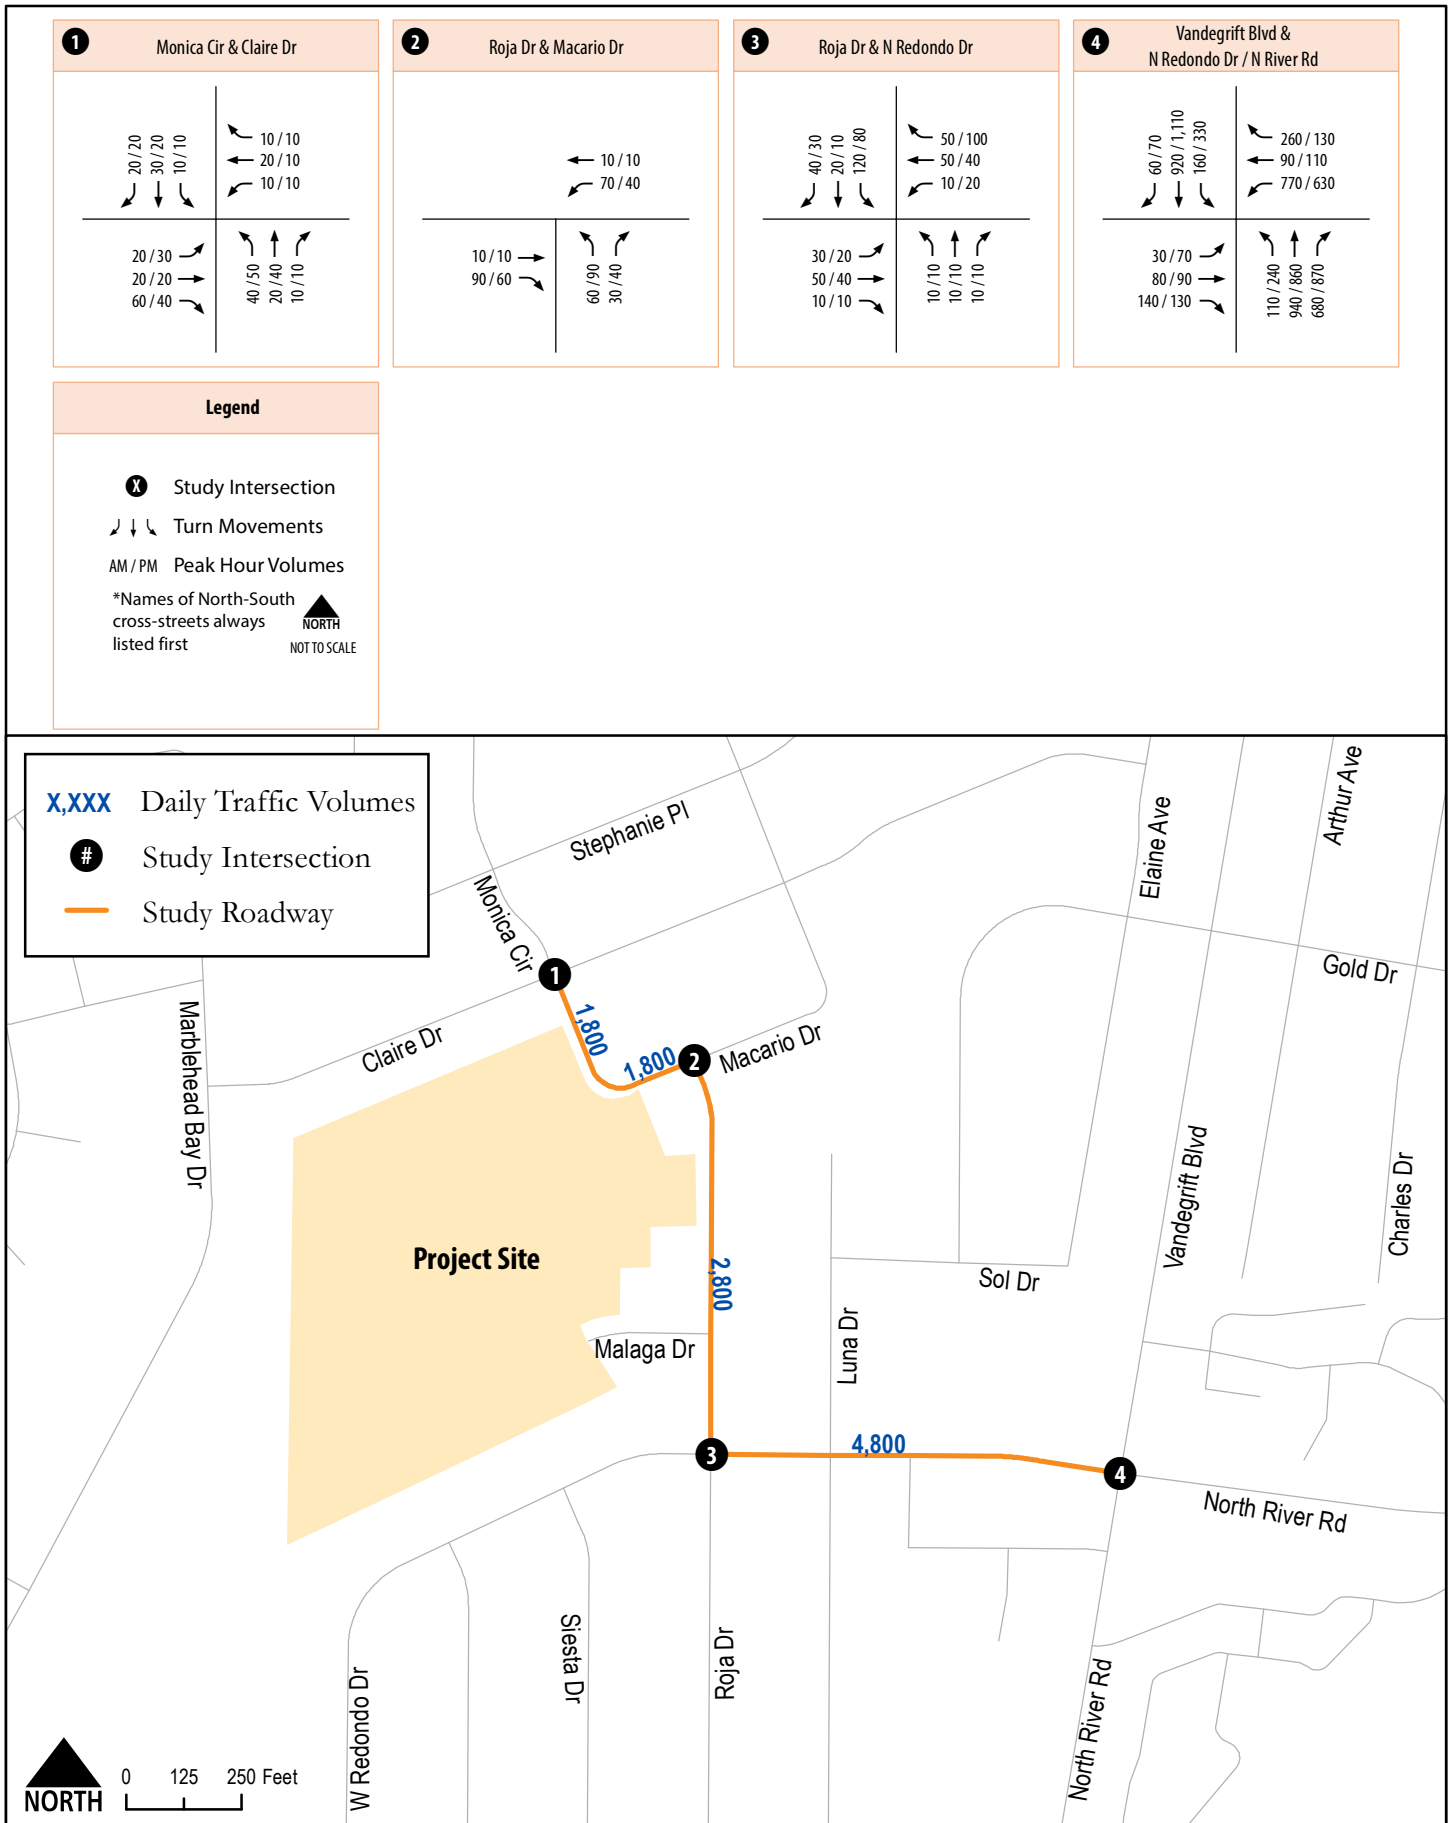 1
Monica Cir & Claire Dr
20 / 20
30 / 20
10 / 10
10 / 10
20 / 10
10 / 10
20 / 30
20 / 20
60 / 40
40 / 50
20 / 40
10 / 10
2
Roja Dr & Macario Dr
10 / 10
70 / 40
10 / 10
90 / 60
60 / 90
30 / 40
3
Roja Dr & N Redondo Dr
40 / 30
20 / 10
120 / 80
50 / 100
50 / 40
10 / 20
30 / 20
50 / 40
10 / 10
10 / 10
10 / 10
10 / 10
4
Vandegrift Blvd &
N Redondo Dr / N River Rd
60 / 70
920 / 1,110
160 / 330
260 / 130
90 / 110
770 / 630
30 / 70
80 / 90
140 / 130
110 / 240
940 / 860
680 / 870
Legend
X Study Intersection
Turn Movements
AM / PM Peak Hour Volumes
*Names of North-South
cross-streets always
listed first
NORTH
NOT TO SCALE
X,XXX Daily Traffic Volumes
# Study Intersection
Study Roadway
Stephanie Pl
Monica Cir
Elaine Ave
Arthur Ave
Gold Dr
1
1,800
1,800
2
Macario Dr
Claire Dr
Marblehead Bay Dr
Vandegrift Blvd
Charles Dr
Project Site
2,800
Sol Dr
Malaga Dr
Luna Dr
3
4,800
4
North River Rd
Siesta Dr
Roja Dr
W Redondo Dr
North River Rd
NORTH
0 125 250 Feet